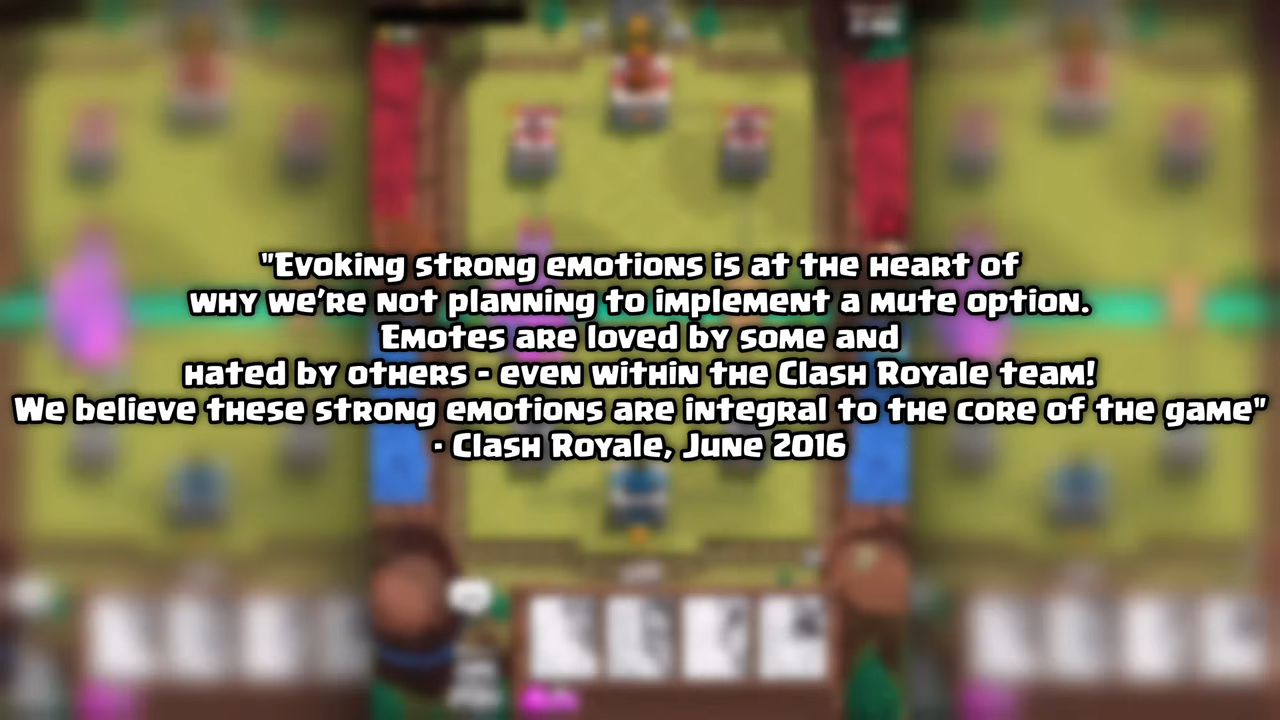 "Evoking strong emotions is at the heart of
why we're not planning to implement a mute option.
Emotes are loved by some and
hated by others - even within the Clash Royale team!
We believe these strong emotions are integral to the core of the game"
- Clash Royale, June 2016